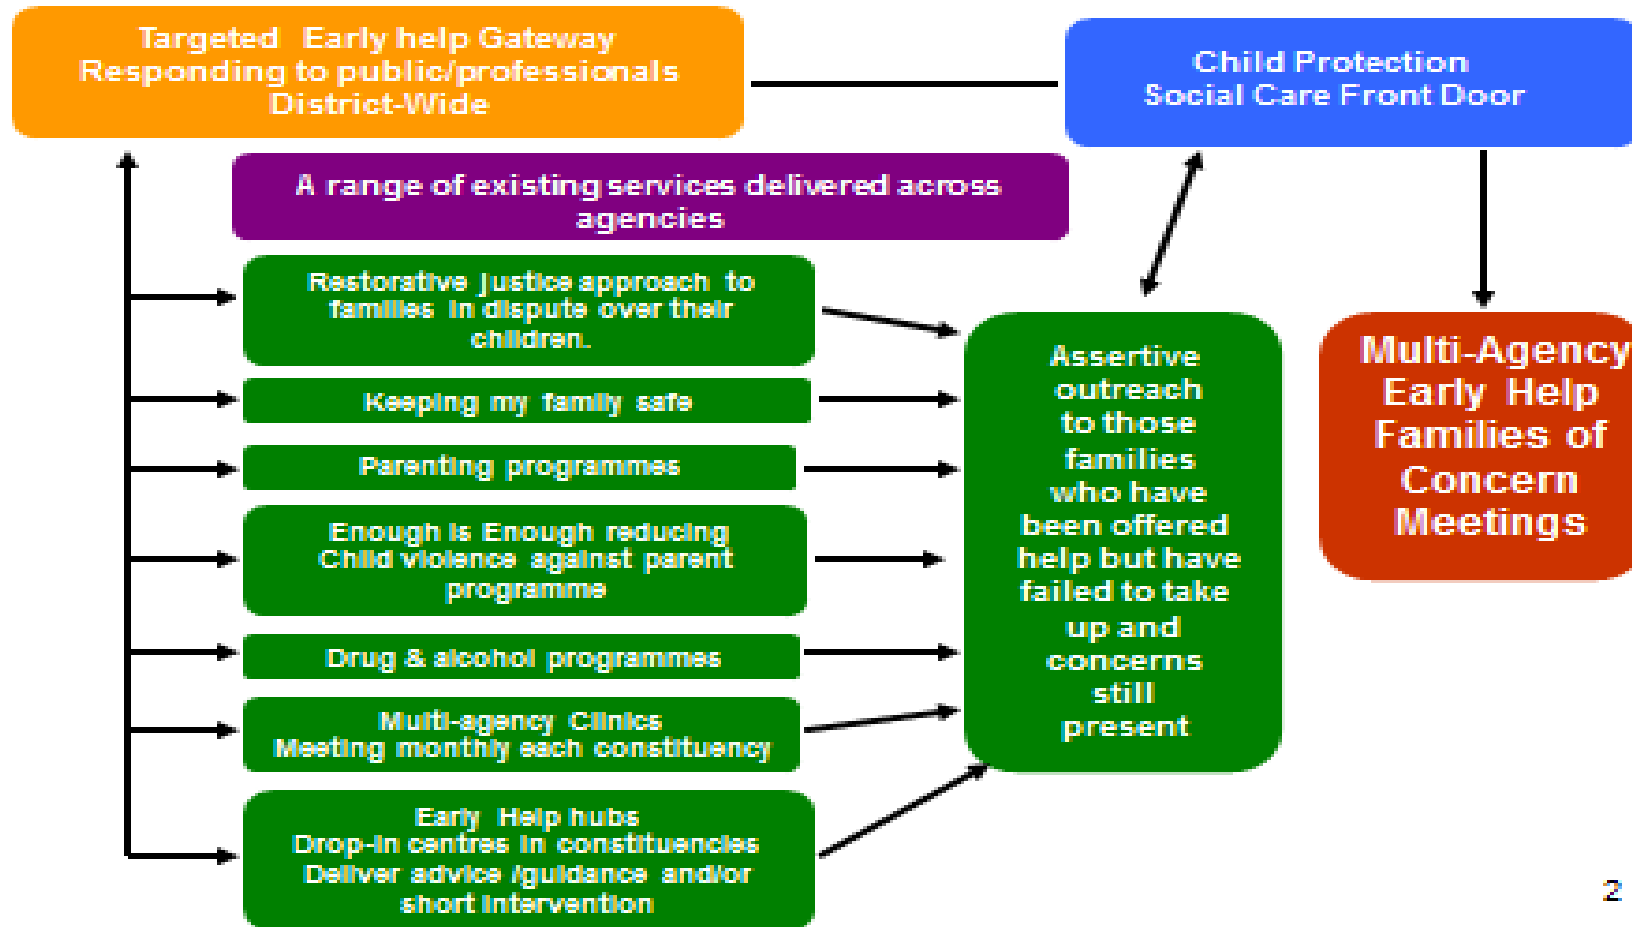 Targeted Early help Gateway
Responding to public/professionals
District-Wide
Child Protection
Social Care Front Door
A range of existing services delivered across
agencies
Restorative justice approach to
families in dispute over their
children.
Keeping my family safe
Parenting programmes
Enough is Enough reducing
Child violence against parent
programme
Drug & alcohol programmes
Multi-agency Clinics
Meeting monthly each constituency
Early Help hubs
Drop-in centres in constituencies
Deliver advice /guidance and/or
short intervention
Assertive
outreach
to those
families
who have
been offered
help but have
failed to take
up and
concerns
still
present
Multi-Agency
Early Help
Families of
Concern
Meetings
2